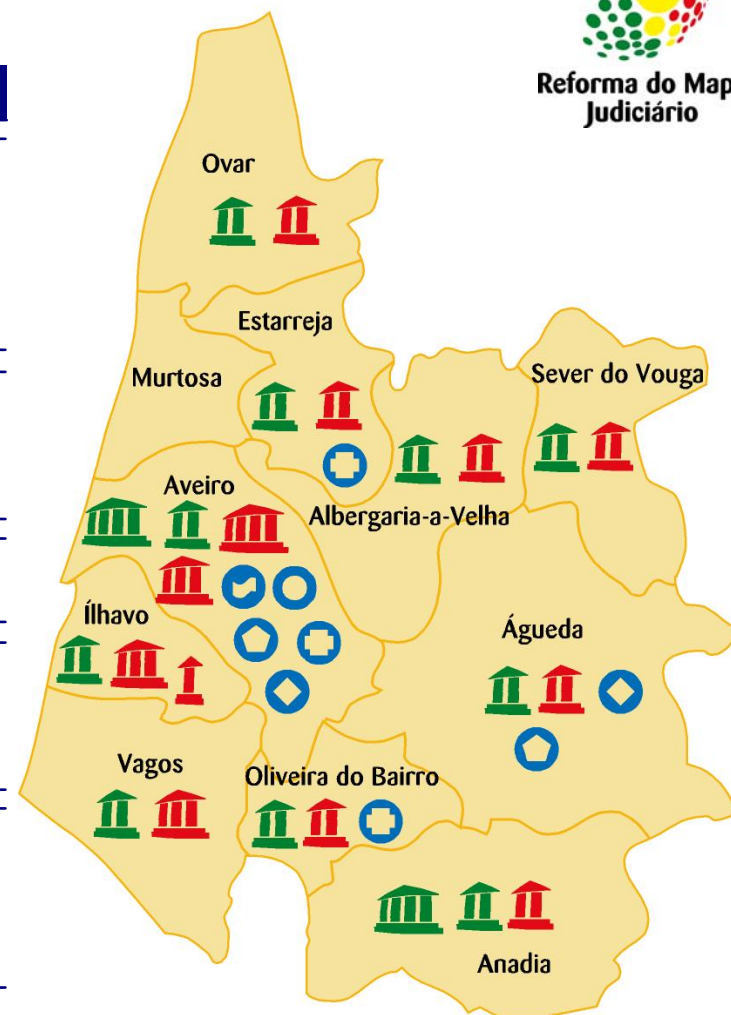 Reforma do Map
Judiciário
Ovar
Estarreja
Murtosa
Sever do Vouga
Aveiro
Albergaria-a-Velha
Ílhavo
Águeda
Vagos
Oliveira do Bairro
Anadia